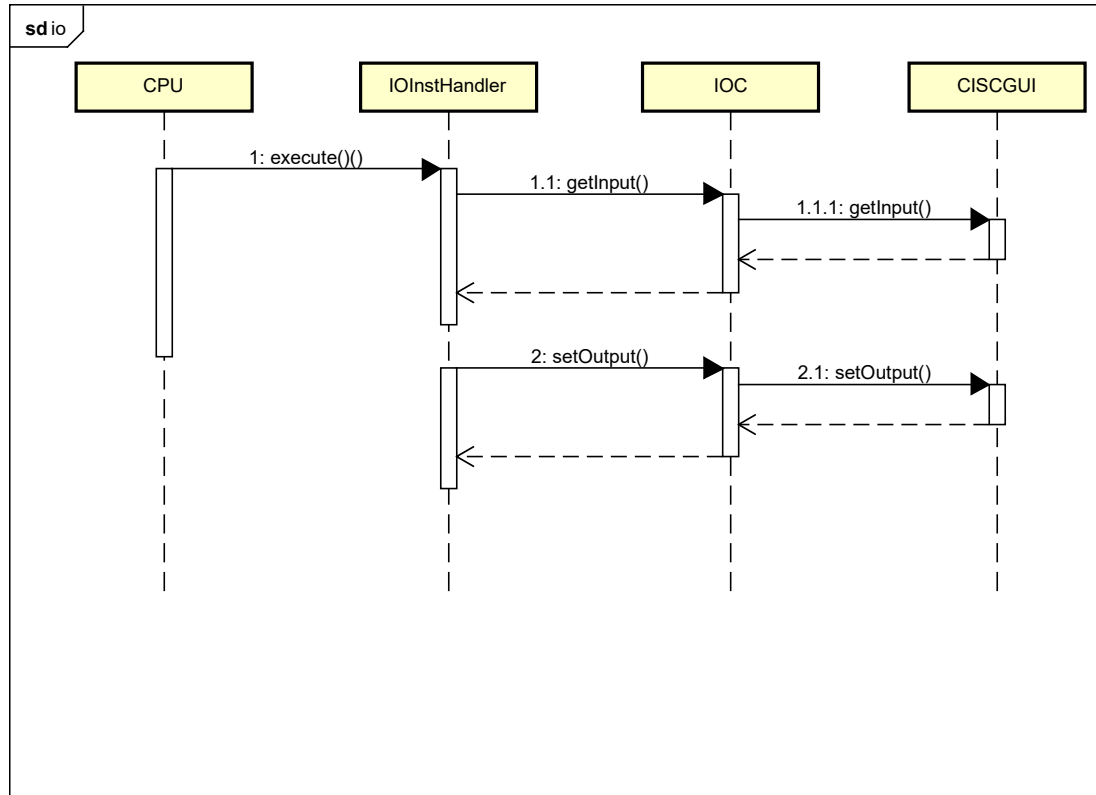 sd io
CPU
IOInstHandler
IOC
CISCGUI
1: execute()()
1.1: getInput()
1.1.1: getInput()
2: setOutput()
2.1: setOutput()